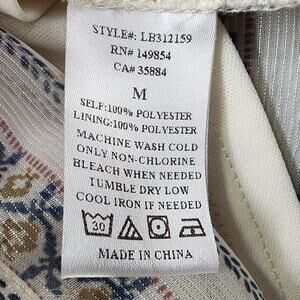 STYLE#: LB312159
RN# 149854
CA# 35884
M
SELF:100% POLYESTER
LINING:100% POLYESTER
MACHINE WASH COLD
ONLY NON-CHLORINE
BLEACH WHEN NEEDED
TUMBLE DRY LOW
COOL IRON IF NEEDED
30
MADE IN CHINA